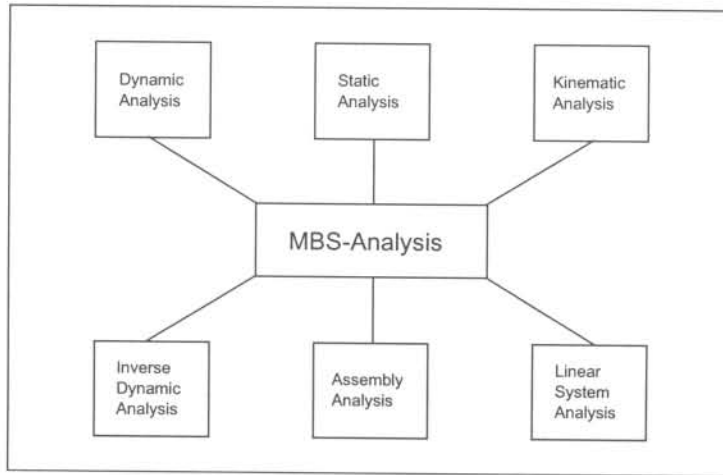 Dynamic
Analysis
Static
Analysis
Kinematic
Analysis
MBS-Analysis
Inverse
Dynamic
Analysis
Assembly
Analysis
Linear
System
Analysis